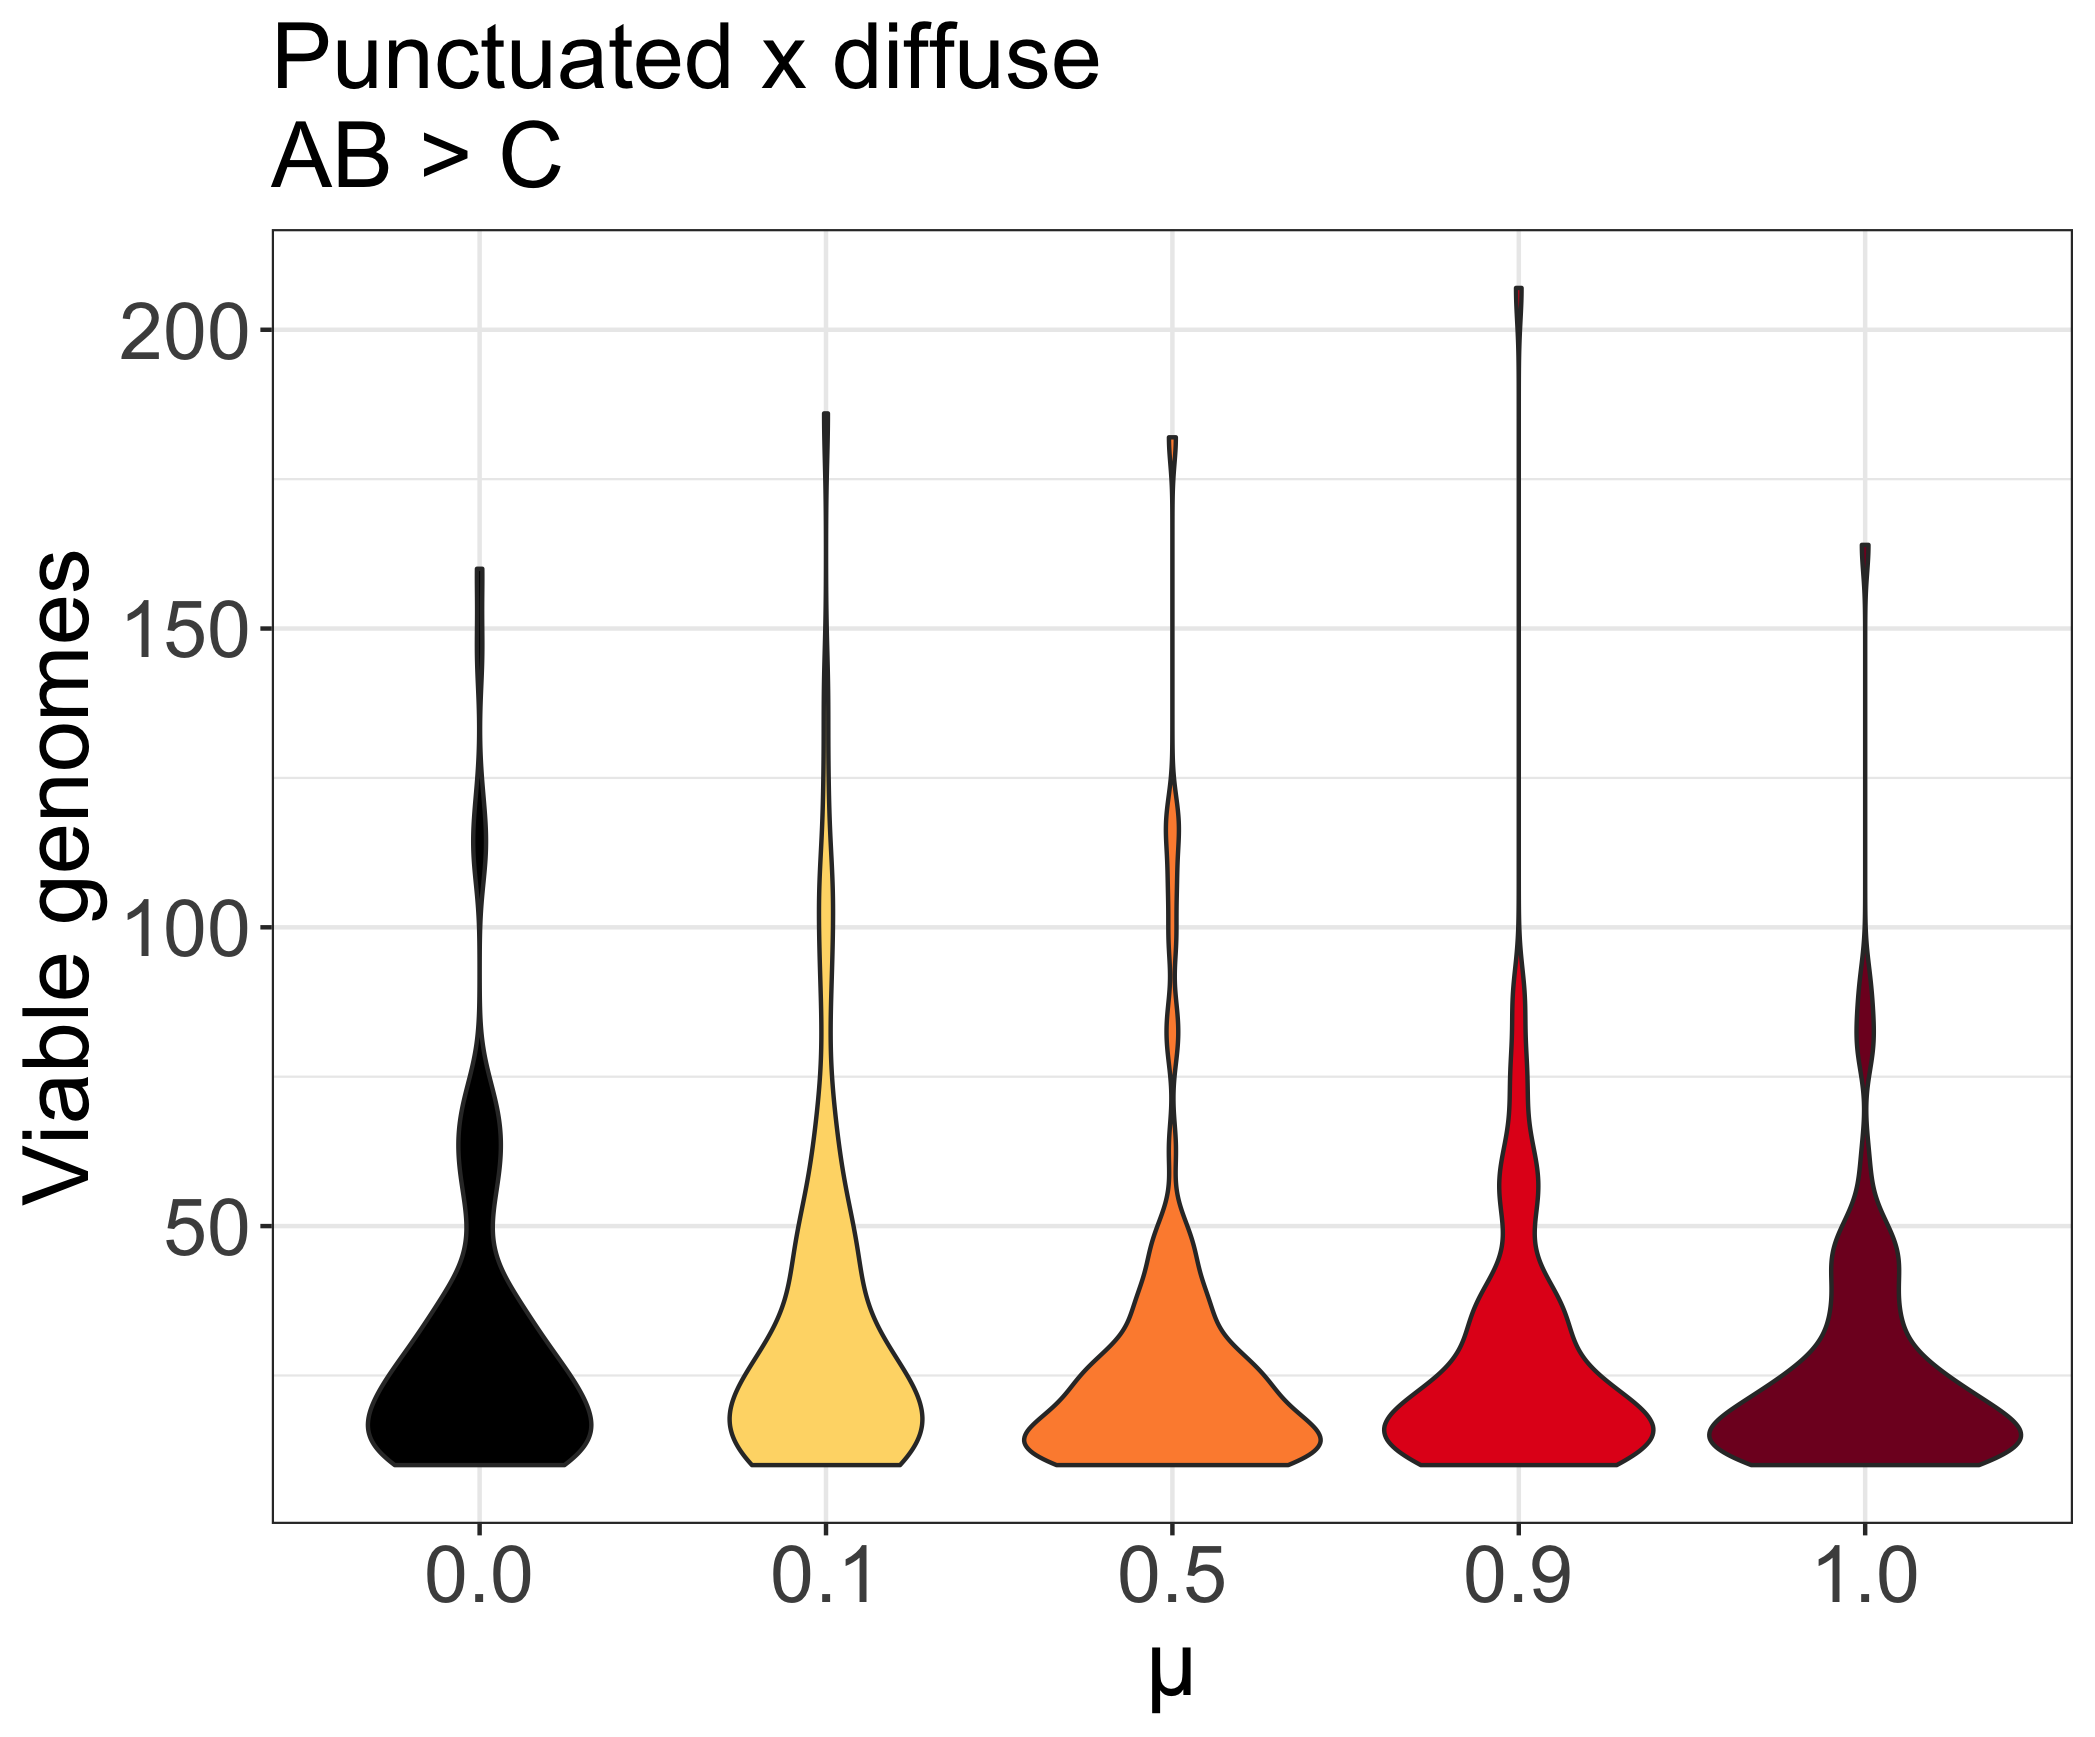 Punctuated x diffuse
AB > C
Viable genomes
200
150
100
50
0.0 0.1 0.5 0.9 1.0
μ